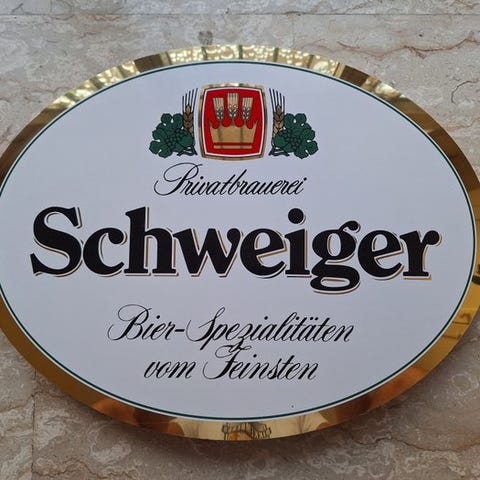 Privatbrauerei
Schweiger
Bier-Spezialitäten
vom Feinsten